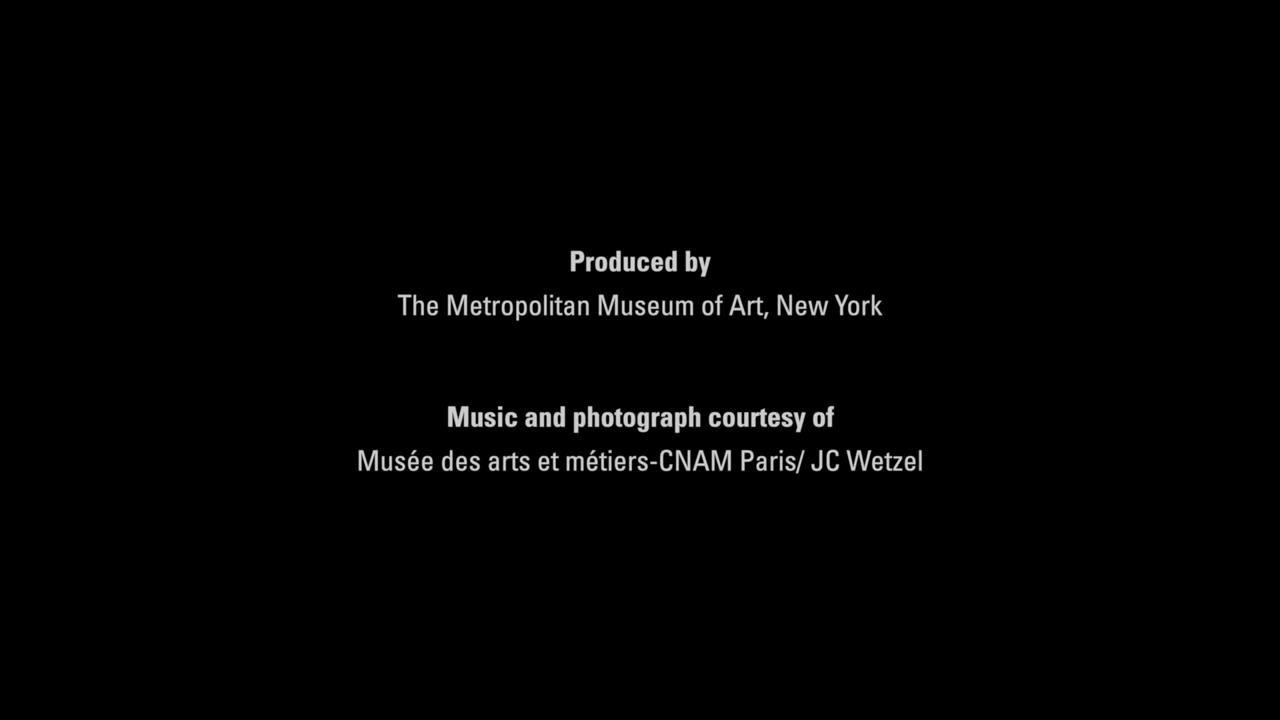 Produced by
The Metropolitan Museum of Art, New York
Music and photograph courtesy of
Musée des arts et métiers-CNAM Paris/ JC Wetzel